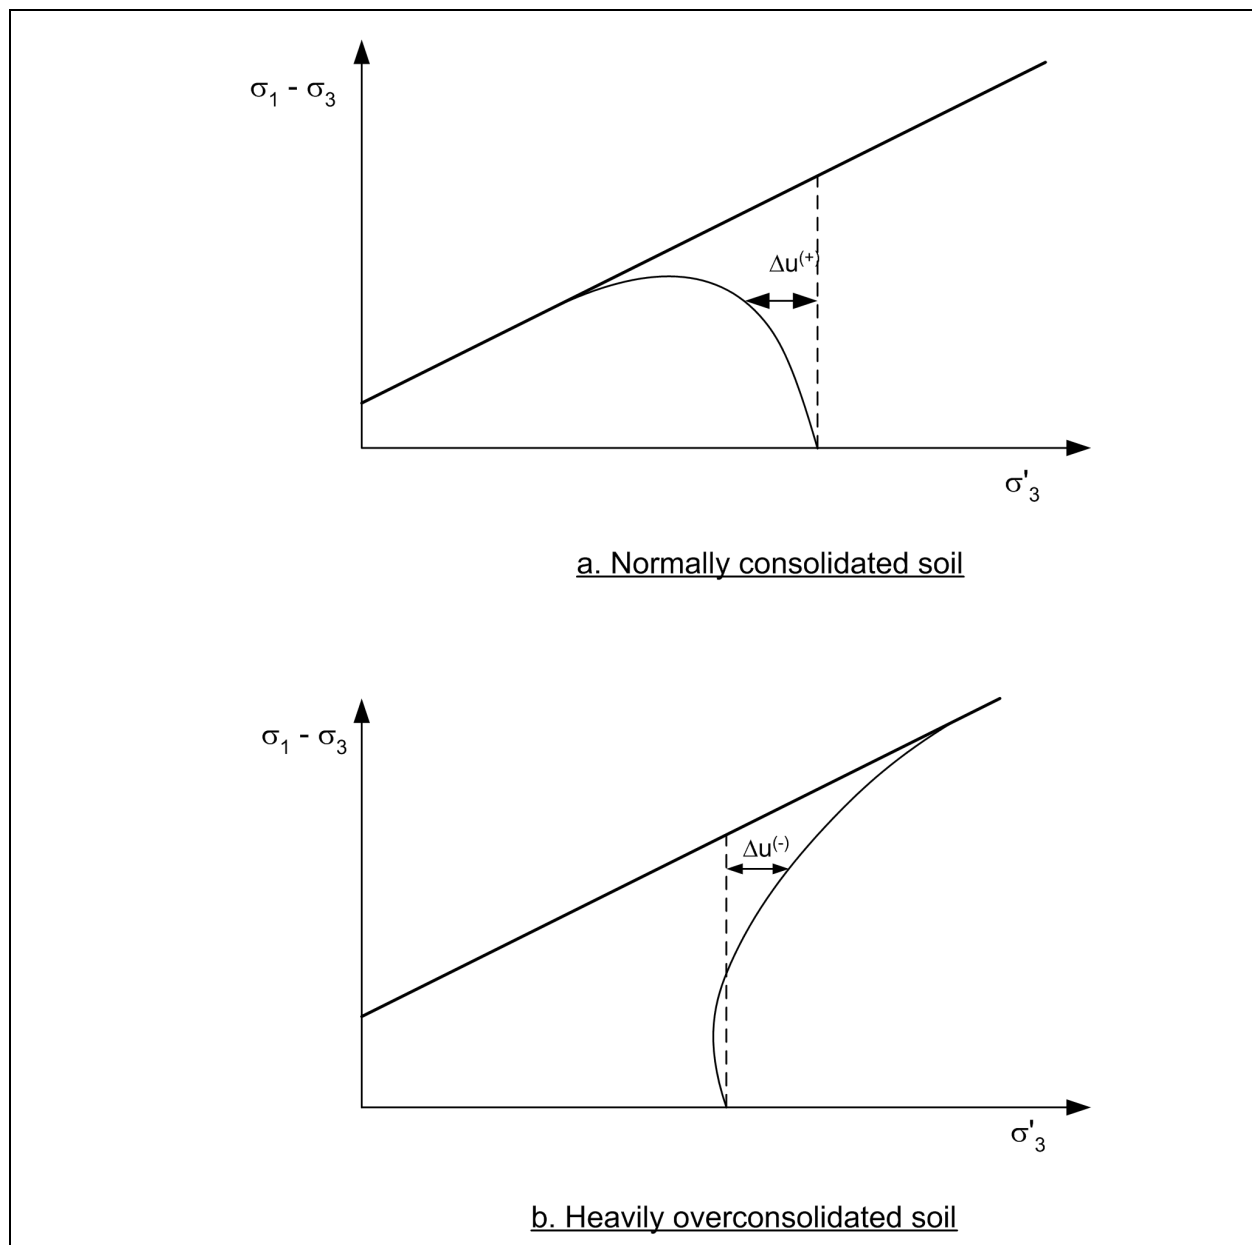 σ₁ - σ₃
Δu⁽⁺⁾
σ'₃
a. Normally consolidated soil
σ₁ - σ₃
Δu⁽⁻⁾
σ'₃
b. Heavily overconsolidated soil